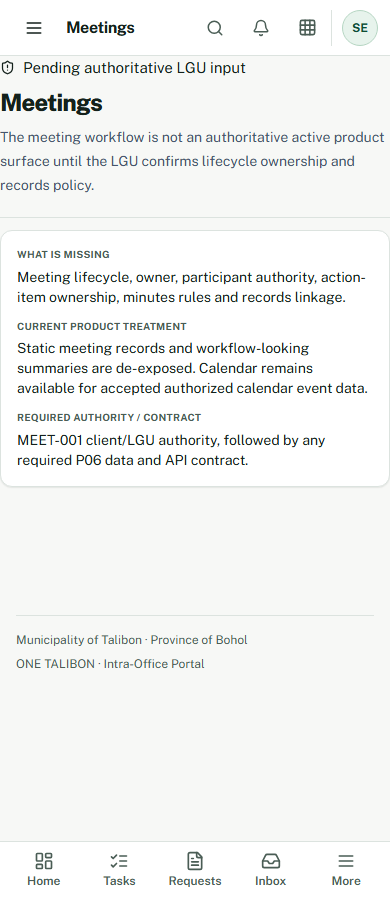 Meetings
SE
Pending authoritative LGU input
Meetings
The meeting workflow is not an authoritative active product
surface until the LGU confirms lifecycle ownership and
records policy.
WHAT IS MISSING
Meeting lifecycle, owner, participant authority, action-
item ownership, minutes rules and records linkage.
CURRENT PRODUCT TREATMENT
Static meeting records and workflow-looking
summaries are de-exposed. Calendar remains
available for accepted authorized calendar event data.
REQUIRED AUTHORITY / CONTRACT
MEET-001 client/LGU authority, followed by any
required P06 data and API contract.
Municipality of Talibon · Province of Bohol
ONE TALIBON · Intra-Office Portal
Home
Tasks
Requests
Inbox
More